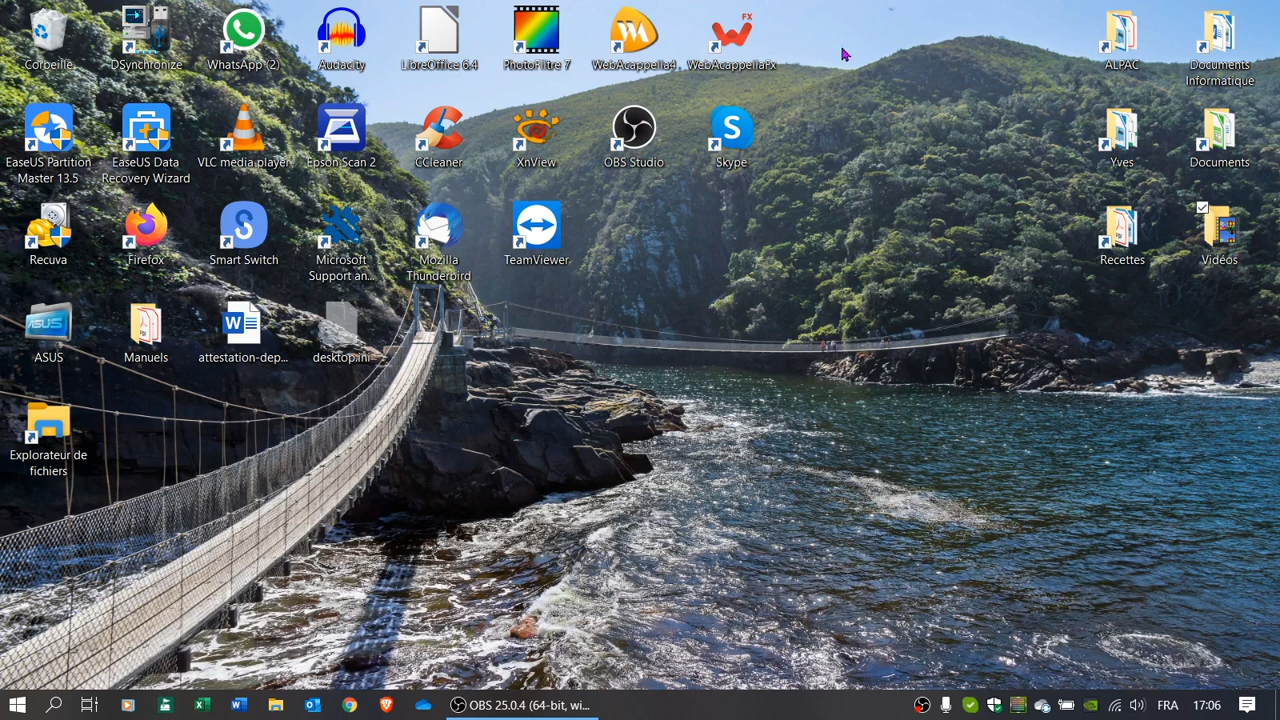 Corbeille
DSynchronize
WhatsApp (2)
Audacity
LibreOffice 6.4
PhotoFiltre 7
WebAcappella4
WebAcappellaFx
ALPAC
Documents
Informatique
EaseUS Partition
Master 13.5
EaseUS Data
Recovery Wizard
VLC media player
Epson Scan 2
CCleaner
XnView
OBS Studio
Skype
Yves
Documents
Recuva
Firefox
Smart Switch
Microsoft
Support an...
Mozilla
Thunderbird
TeamViewer
Recettes
Vidéos
ASUS
ASUS
Manuels
attestation-dep...
desktop.ini
Explorateur de
fichiers
OBS 25.0.4 (64-bit, wi...
FRA
17:06